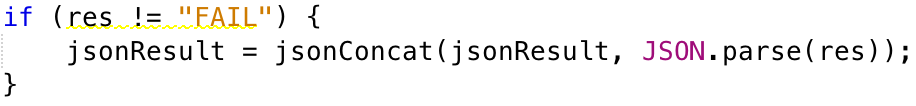 if (res != "FAIL") {
    jsonResult = jsonConcat(jsonResult, JSON.parse(res));
}